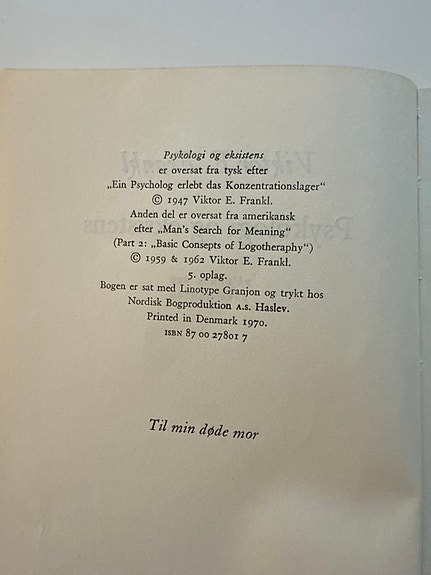 Psykologi og eksistens
er oversat fra tysk efter
„Ein Psycholog erlebt das Konzentrationslager“
© 1947 Viktor E. Frankl.
Anden del er oversat fra amerikansk
efter „Man's Search for Meaning“
(Part 2: „Basic Concepts of Logotheraphy“)
© 1959 & 1962 Viktor E. Frankl.
5. oplag.
Bogen er sat med Linotype Granjon og trykt hos
Nordisk Bogproduktion A.S. Haslev.
Printed in Denmark 1970.
ISBN 87 00 27801 7
Til min døde mor